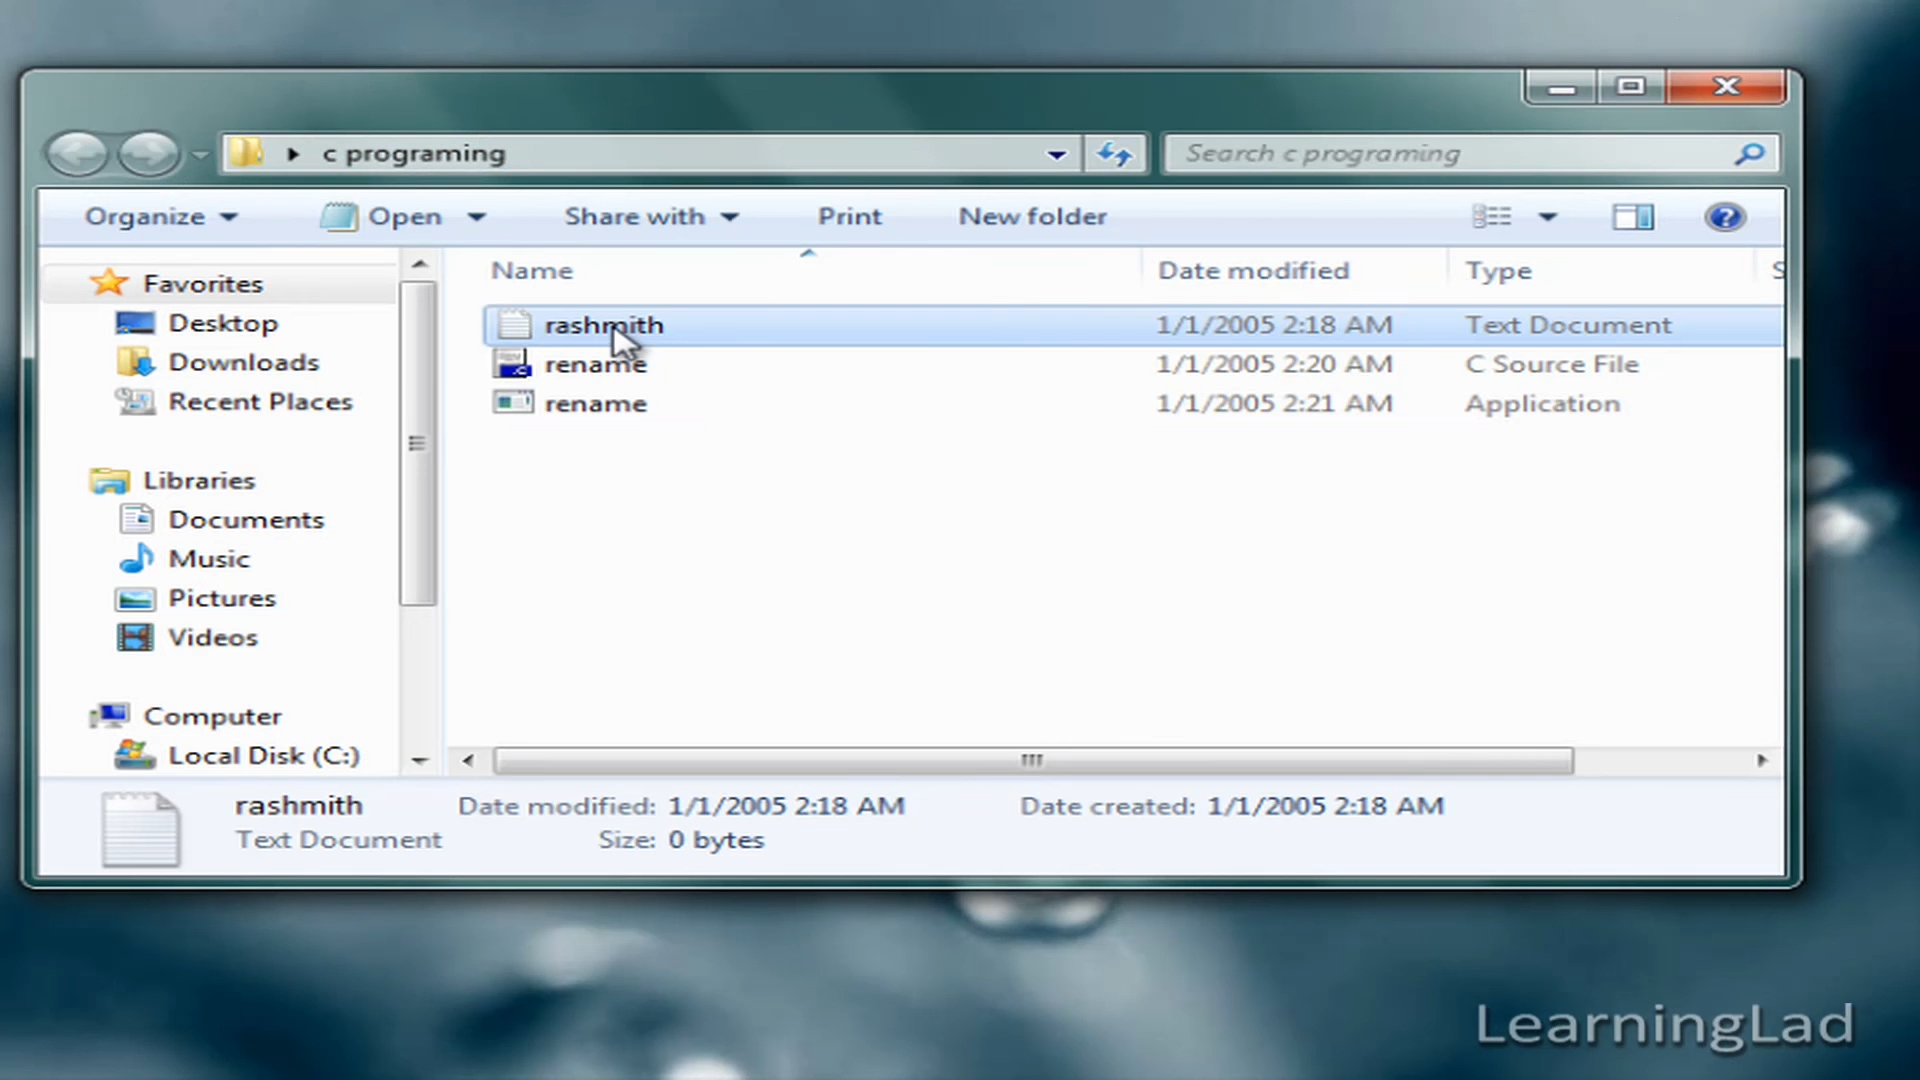 c programing
Search c programing
Organize Open Share with Print New folder
Name Date modified Type S
Favorites
Desktop
Downloads
Recent Places
Libraries
Documents
Music
Pictures
Videos
Computer
Local Disk (C:)
rashmith 1/1/2005 2:18 AM Text Document
rename 1/1/2005 2:20 AM C Source File
rename 1/1/2005 2:21 AM Application
rashmith Date modified: 1/1/2005 2:18 AM Date created: 1/1/2005 2:18 AM
Text Document Size: 0 bytes
LearningLad